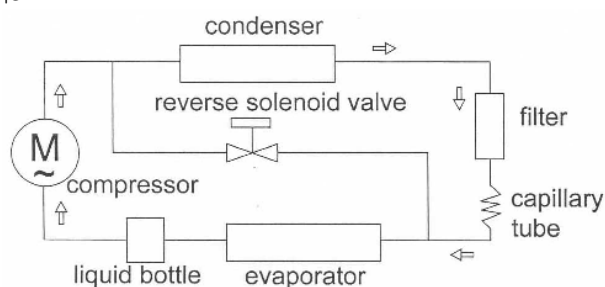 condenser
reverse solenoid valve
filter
M
~
compressor
capillary
tube
liquid bottle
evaporator